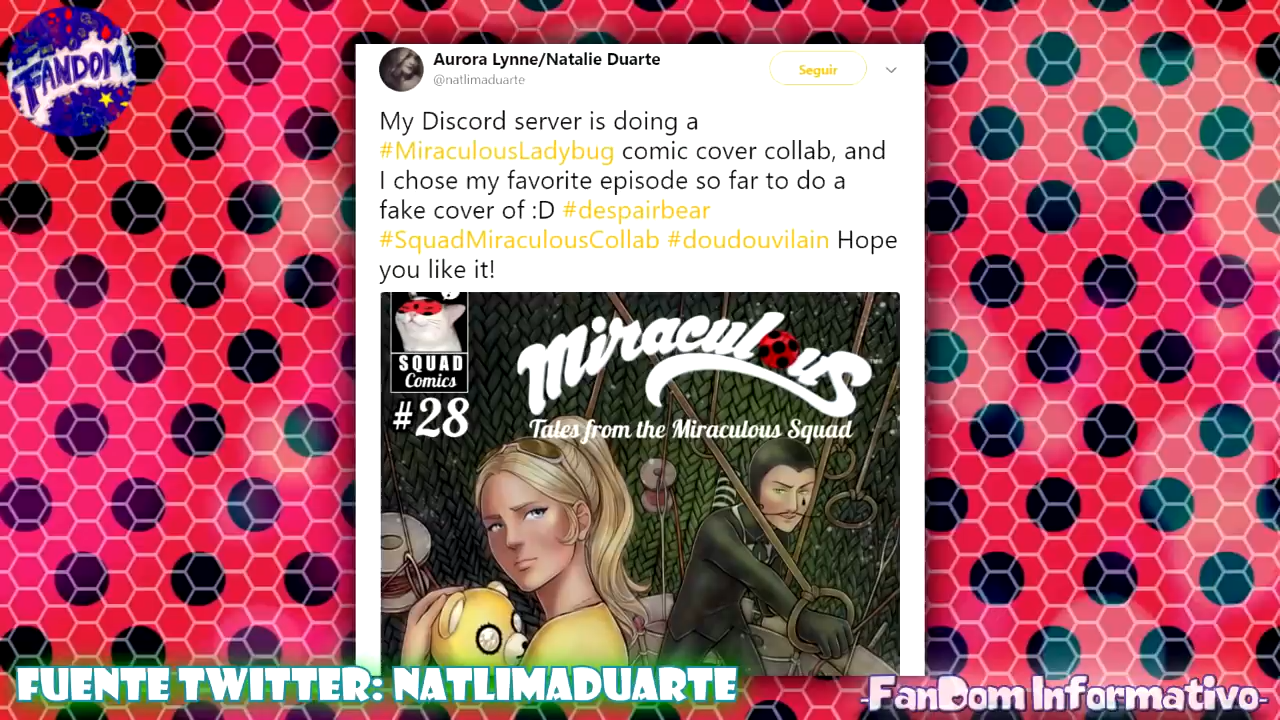 FANDOM
Aurora Lynne/Natalie Duarte
@natlimaduarte
Seguir
My Discord server is doing a
#MiraculousLadybug comic cover collab, and
I chose my favorite episode so far to do a
fake cover of :D #despairbear
#SquadMiraculousCollab #doudouvilain Hope
you like it!
SQUAD
Comics
#28
Miraculous
Tales from the Miraculous Squad
FUENTE TWITTER: NATLIMADUARTE
-FanDom Informativo-